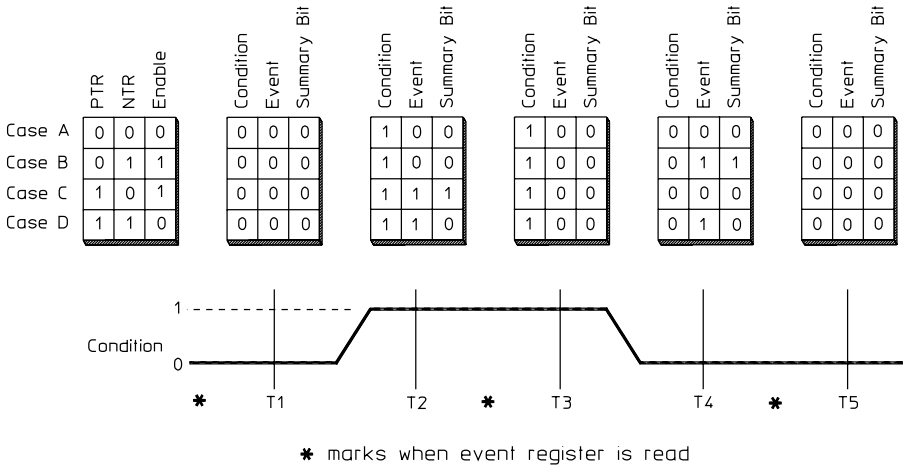 PTR NTR Enable Condition Event Summary Bit Condition Event Summary Bit Condition Event Summary Bit Condition Event Summary Bit Condition Event Summary Bit
Case A 0 0 0 0 0 0 1 0 0 1 0 0 0 0 0 0 0 0
Case B 0 1 1 0 0 0 1 0 0 1 0 0 0 1 1 0 0 0
Case C 1 0 1 0 0 0 1 1 1 1 0 0 0 0 0 0 0 0
Case D 1 1 0 0 0 0 1 1 0 1 0 0 0 1 0 0 0 0
1
Condition
0
* T1 T2 * T3 T4 * T5
* marks when event register is read